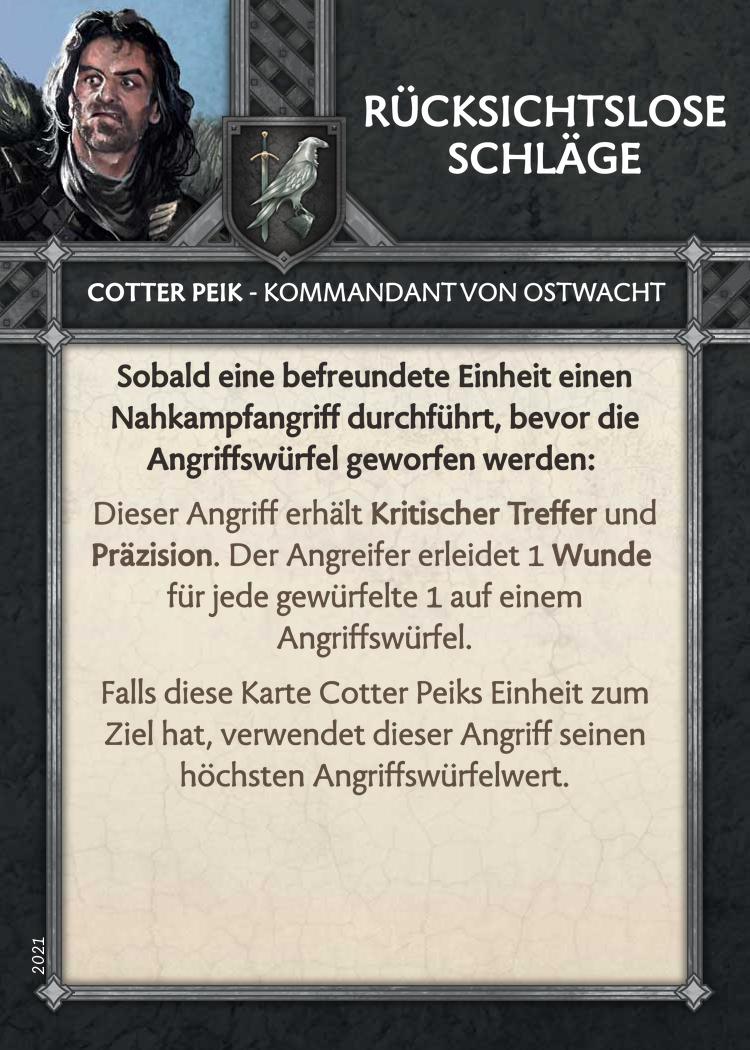 RÜCKSICHTSLOSE
SCHLÄGE
COTTER PEIK - KOMMANDANT VON OSTWACHT
Sobald eine befreundete Einheit einen
Nahkampfangriff durchführt, bevor die
Angriffswürfel geworfen werden:
Dieser Angriff erhält Kritischer Treffer und
Präzision. Der Angreifer erleidet 1 Wunde
für jede gewürfelte 1 auf einem
Angriffswürfel.
Falls diese Karte Cotter Peiks Einheit zum
Ziel hat, verwendet dieser Angriff seinen
höchsten Angriffswürfelwert.
2021